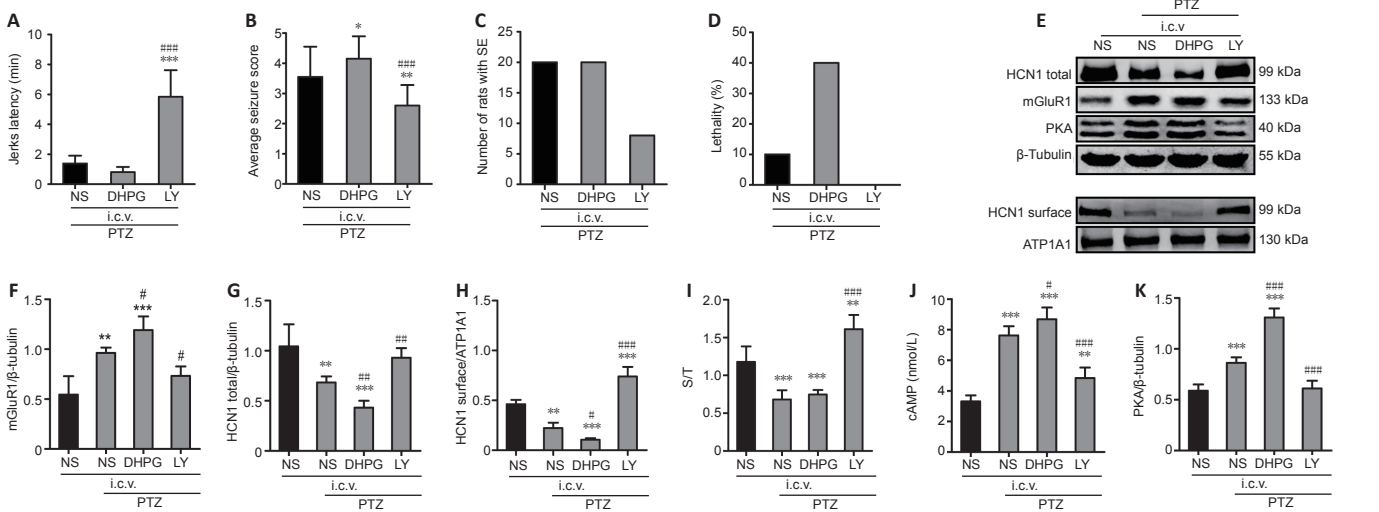 A
Jerks latency (min)
10
8
6
4
2
0
###
***
NS DHPG LY
i.c.v.
PTZ
B
Average seizure score
5
4
3
2
1
0
*
###
**
NS DHPG LY
i.c.v.
PTZ
C
Number of rats with SE
25
20
15
10
5
0
NS DHPG LY
i.c.v.
PTZ
D
Lethality (%)
50
40
30
20
10
0
NS DHPG LY
i.c.v.
PTZ
E
PTZ
i.c.v
NS NS DHPG LY
HCN1 total 99 kDa
mGluR1 133 kDa
PKA 40 kDa
β-Tubulin 55 kDa
HCN1 surface 99 kDa
ATP1A1 130 kDa
F
mGluR1/β-tubulin
1.5
1.0
0.5
0
**
#
***
#
NS NS DHPG LY
i.c.v.
PTZ
G
HCN1 total/β-tubulin
1.5
1.0
0.5
0
**
##
***
##
NS NS DHPG LY
i.c.v.
PTZ
H
HCN1 surface/ATP1A1
1.5
1.0
0.5
0
**
#
***
###
***
NS NS DHPG LY
i.c.v.
PTZ
I
S/T
2.0
1.5
1.0
0.5
0
***
***
###
**
NS NS DHPG LY
i.c.v.
PTZ
J
cAMP (nmol/L)
10
8
6
4
2
0
***
#
***
###
**
NS NS DHPG LY
i.c.v.
PTZ
K
PKA/β-tubulin
1.5
1.0
0.5
0
***
###
***
###
NS NS DHPG LY
i.c.v.
PTZ